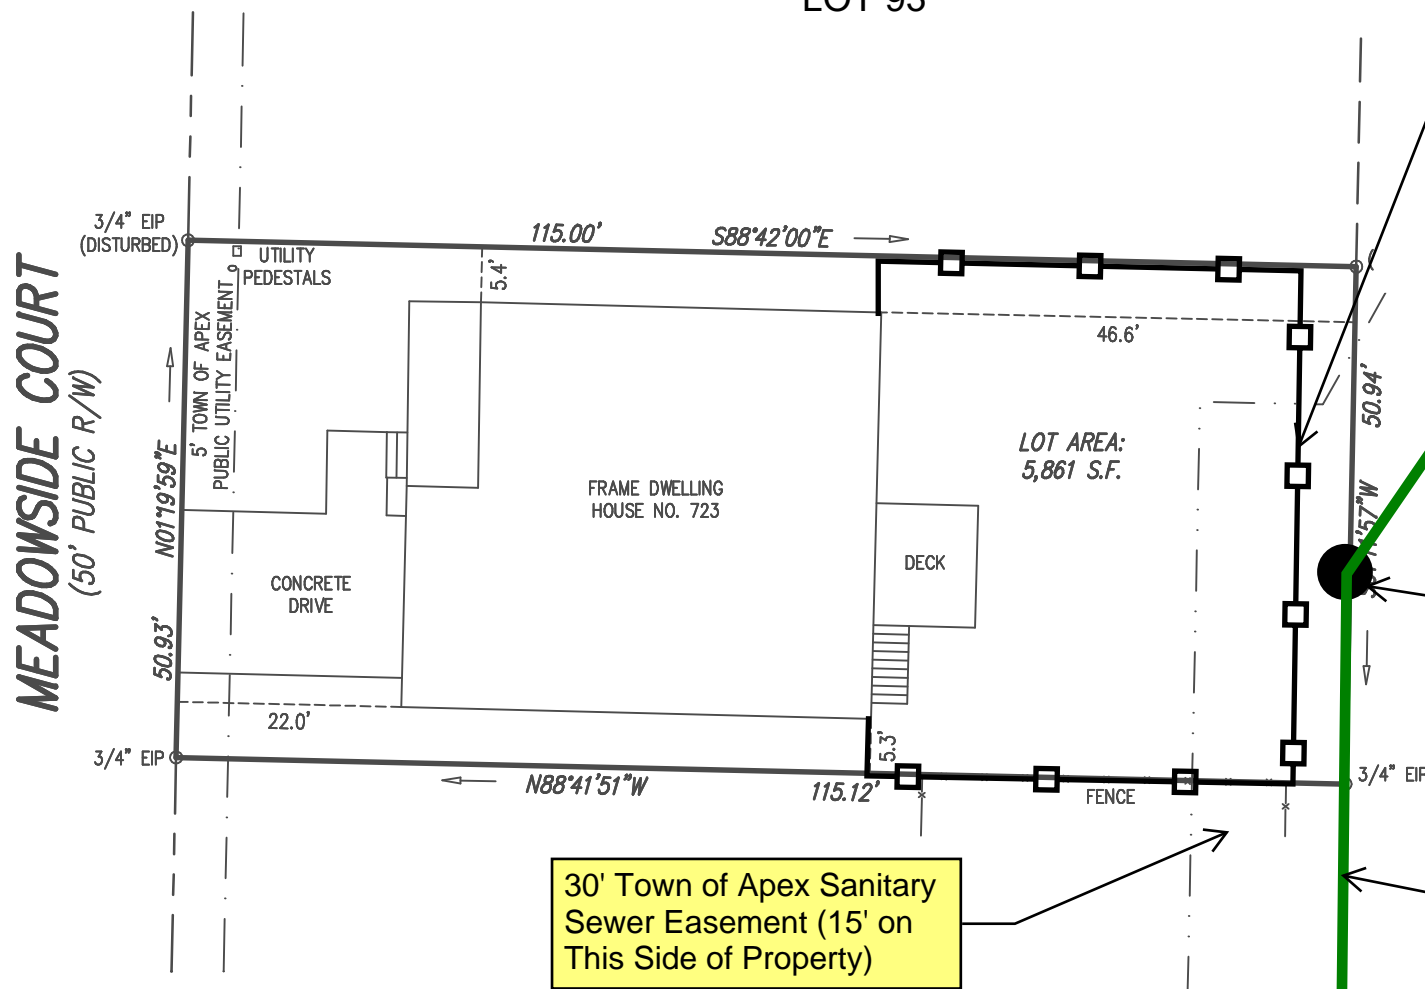 LOT 93
3/4" EIP
(DISTURBED)
115.00'
S88°42'00"E
UTILITY
PEDESTALS
5.4'
46.6'
MEADOWSIDE COURT
(50' PUBLIC R/W)
N01°19'59"E
50.93'
5' TOWN OF APEX
PUBLIC UTILITY EASEMENT
LOT AREA:
5,861 S.F.
50.94'
57"W
FRAME DWELLING
HOUSE NO. 723
DECK
CONCRETE
DRIVE
22.0'
5.3'
3/4" EIP
N88°41'51"W
115.12'
FENCE
3/4" EIP
30' Town of Apex Sanitary
Sewer Easement (15' on
This Side of Property)